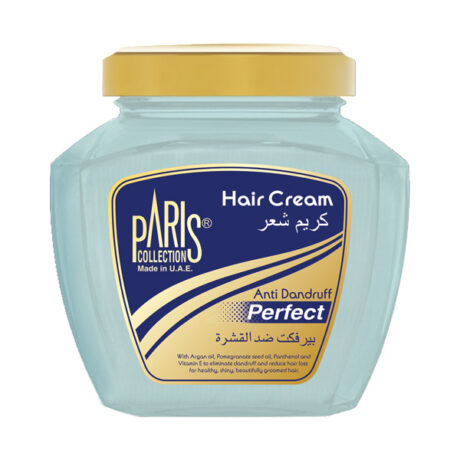 Hair Cream
كريم شعر
PARIS®
COLLECTION
Made in U.A.E.
Anti Dandruff
Perfect
بيرفكت ضد القشرة
With Argan oil, Pomegranate seed oil, Panthenol and
Vitamin E to eliminate dandruff and reduce hair loss
for healthy, shiny, beautifully groomed hair.